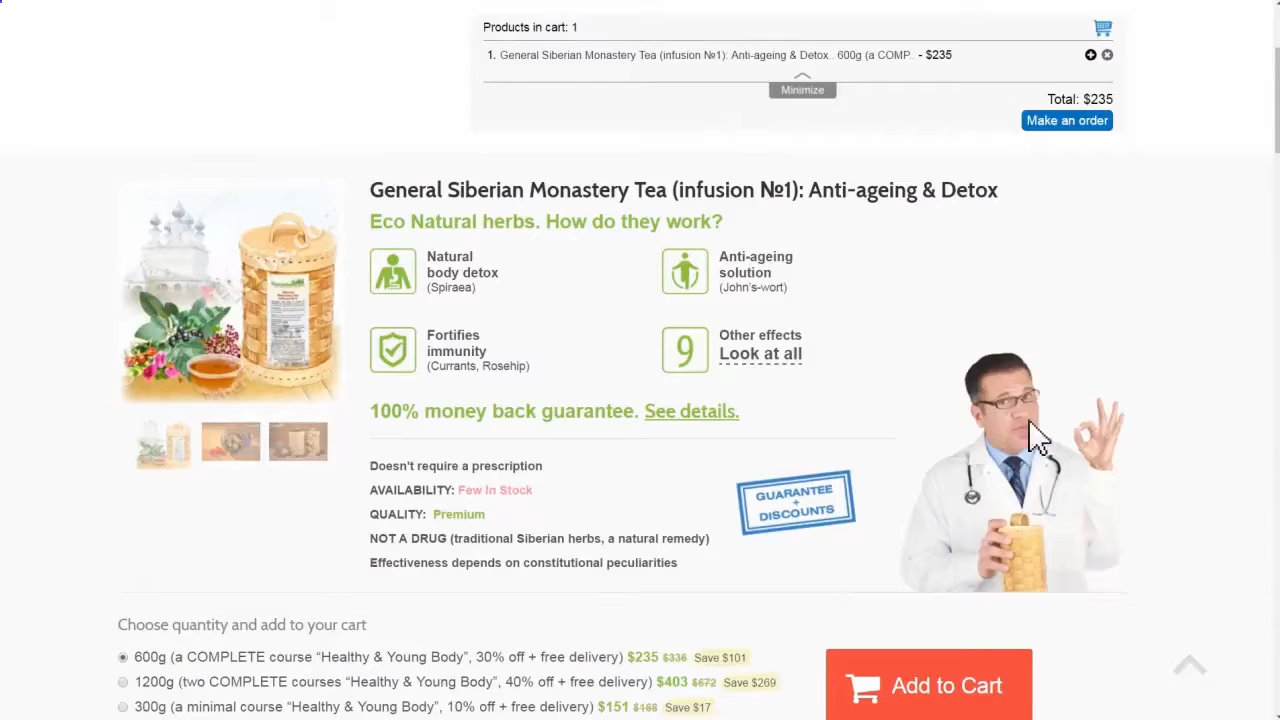 Products in cart: 1
1. General Siberian Monastery Tea (infusion №1): Anti-ageing & Detox.. 600g (a COMP.. - $235
Minimize
Total: $235
Make an order
General Siberian Monastery Tea (infusion №1): Anti-ageing & Detox
Eco Natural herbs. How do they work?
Natural
body detox
(Spiraea)
Anti-ageing
solution
(John's-wort)
Fortifies
immunity
(Currants, Rosehip)
9
Other effects
Look at all
100% money back guarantee. See details.
Doesn't require a prescription
AVAILABILITY: Few In Stock
QUALITY: Premium
NOT A DRUG (traditional Siberian herbs, a natural remedy)
Effectiveness depends on constitutional peculiarities
GUARANTEE
+
DISCOUNTS
Choose quantity and add to your cart
600g (a COMPLETE course “Healthy & Young Body”, 30% off + free delivery) $235 $336 Save $101
1200g (two COMPLETE courses “Healthy & Young Body”, 40% off + free delivery) $403 $672 Save $269
300g (a minimal course “Healthy & Young Body”, 10% off + free delivery) $151 $168 Save $17
Add to Cart